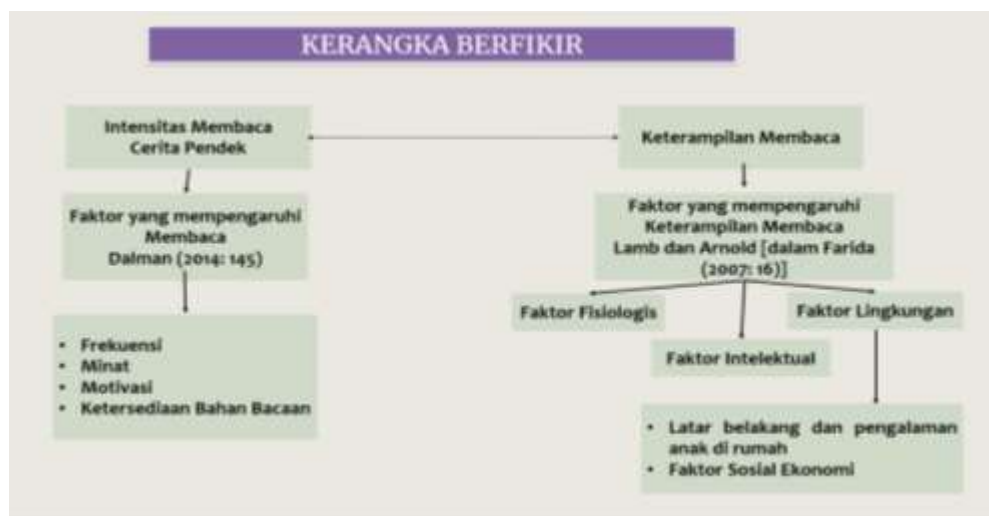 KERANGKA BERFIKIR
Intensitas Membaca
Cerita Pendek
Faktor yang mempengaruhi
Membaca
Dalman (2014: 145)
• Frekuensi
• Minat
• Motivasi
• Ketersediaan Bahan Bacaan
Keterampilan Membaca
Faktor yang mempengaruhi
Keterampilan Membaca
Lamb dan Arnold [dalam Farida
(2007: 16)]
Faktor Fisiologis
Faktor Intelektual
Faktor Lingkungan
• Latar belakang dan pengalaman
anak di rumah
• Faktor Sosial Ekonomi